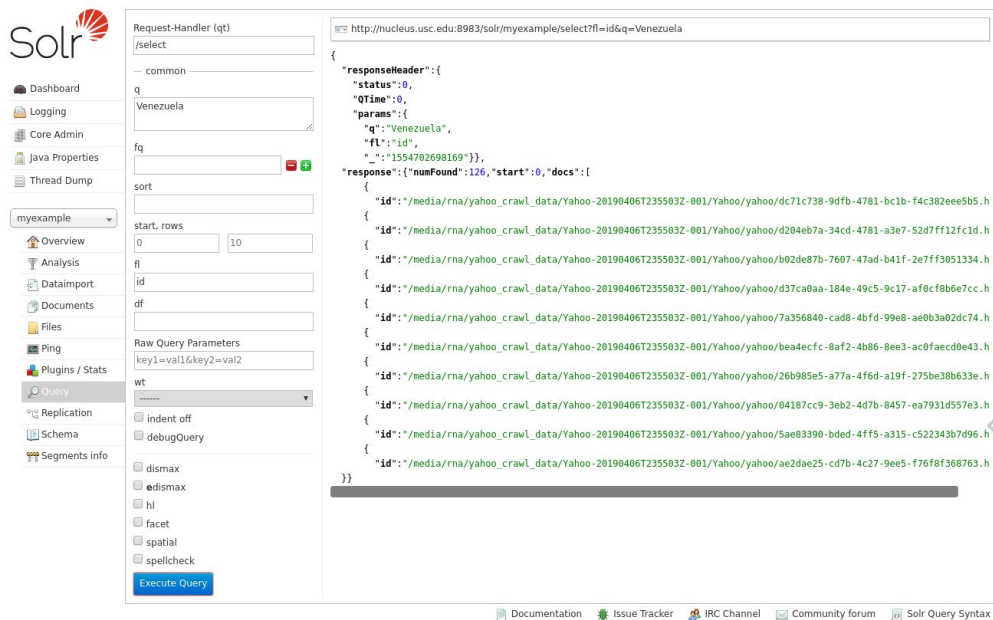 Solr
Dashboard
Logging
Core Admin
Java Properties
Thread Dump
myexample
Overview
Analysis
Dataimport
Documents
Files
Ping
Plugins / Stats
Query
Replication
Schema
Segments info
Request-Handler (qt)
/select
common
q
Venezuela
fq
sort
start, rows
0 10
fl
id
df
Raw Query Parameters
key1=val1&key2=val2
wt
------
indent off
debugQuery
dismax
edismax
hl
facet
spatial
spellcheck
Execute Query
http://nucleus.usc.edu:8983/solr/myexample/select?fl=id&q=Venezuela
{
"responseHeader":{
"status":0,
"QTime":0,
"params":{
"q":"Venezuela",
"fl":"id",
"_":"1554702698169"}},
"response":{"numFound":126,"start":0,"docs":[
{
"id":"/media/rna/yahoo_crawl_data/Yahoo-20190406T235503Z-001/Yahoo/yahoo/dc71c738-9dfb-4781-bc1b-f4c382eee5b5.h
{
"id":"/media/rna/yahoo_crawl_data/Yahoo-20190406T235503Z-001/Yahoo/yahoo/d204eb7a-34cd-4781-a3e7-52d7ff12fc1d.h
{
"id":"/media/rna/yahoo_crawl_data/Yahoo-20190406T235503Z-001/Yahoo/yahoo/b02de87b-7607-47ad-b41f-2e7ff3051334.h
{
"id":"/media/rna/yahoo_crawl_data/Yahoo-20190406T235503Z-001/Yahoo/yahoo/d37ca0aa-184e-49c5-9c17-af0cf8b6e7cc.h
{
"id":"/media/rna/yahoo_crawl_data/Yahoo-20190406T235503Z-001/Yahoo/yahoo/7a356840-cad8-4bfd-99e8-ae0b3a02dc74.h
{
"id":"/media/rna/yahoo_crawl_data/Yahoo-20190406T235503Z-001/Yahoo/yahoo/bea4ecfc-8af2-4b86-8ee3-ac0faecd0e43.h
{
"id":"/media/rna/yahoo_crawl_data/Yahoo-20190406T235503Z-001/Yahoo/yahoo/26b985e5-a77a-4f6d-a19f-275be38b633e.h
{
"id":"/media/rna/yahoo_crawl_data/Yahoo-20190406T235503Z-001/Yahoo/yahoo/04187cc9-3eb2-4d7b-8457-ea7931d557e3.h
{
"id":"/media/rna/yahoo_crawl_data/Yahoo-20190406T235503Z-001/Yahoo/yahoo/5ae83390-bded-4ff5-a315-c522343b7d96.h
{
"id":"/media/rna/yahoo_crawl_data/Yahoo-20190406T235503Z-001/Yahoo/yahoo/ae2dae25-cd7b-4c27-9ee5-f76f8f368763.h
}}
Documentation Issue Tracker IRC Channel Community forum Solr Query Syntax